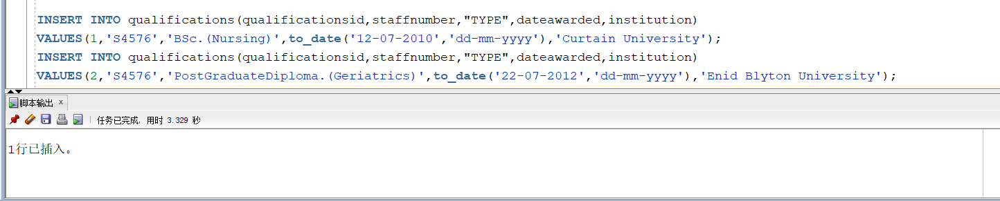 INSERT INTO qualifications(qualificationsid,staffnumber,"TYPE",dateawarded,institution)
VALUES(1,'S4576','BSc.(Nursing)',to_date('12-07-2010','dd-mm-yyyy'),'Curtain University');
INSERT INTO qualifications(qualificationsid,staffnumber,"TYPE",dateawarded,institution)
VALUES(2,'S4576','PostGraduateDiploma.(Geriatrics)',to_date('22-07-2012','dd-mm-yyyy'),'Enid Blyton University');
脚本输出 x
任务已完成, 用时 3.329 秒
1行已插入。